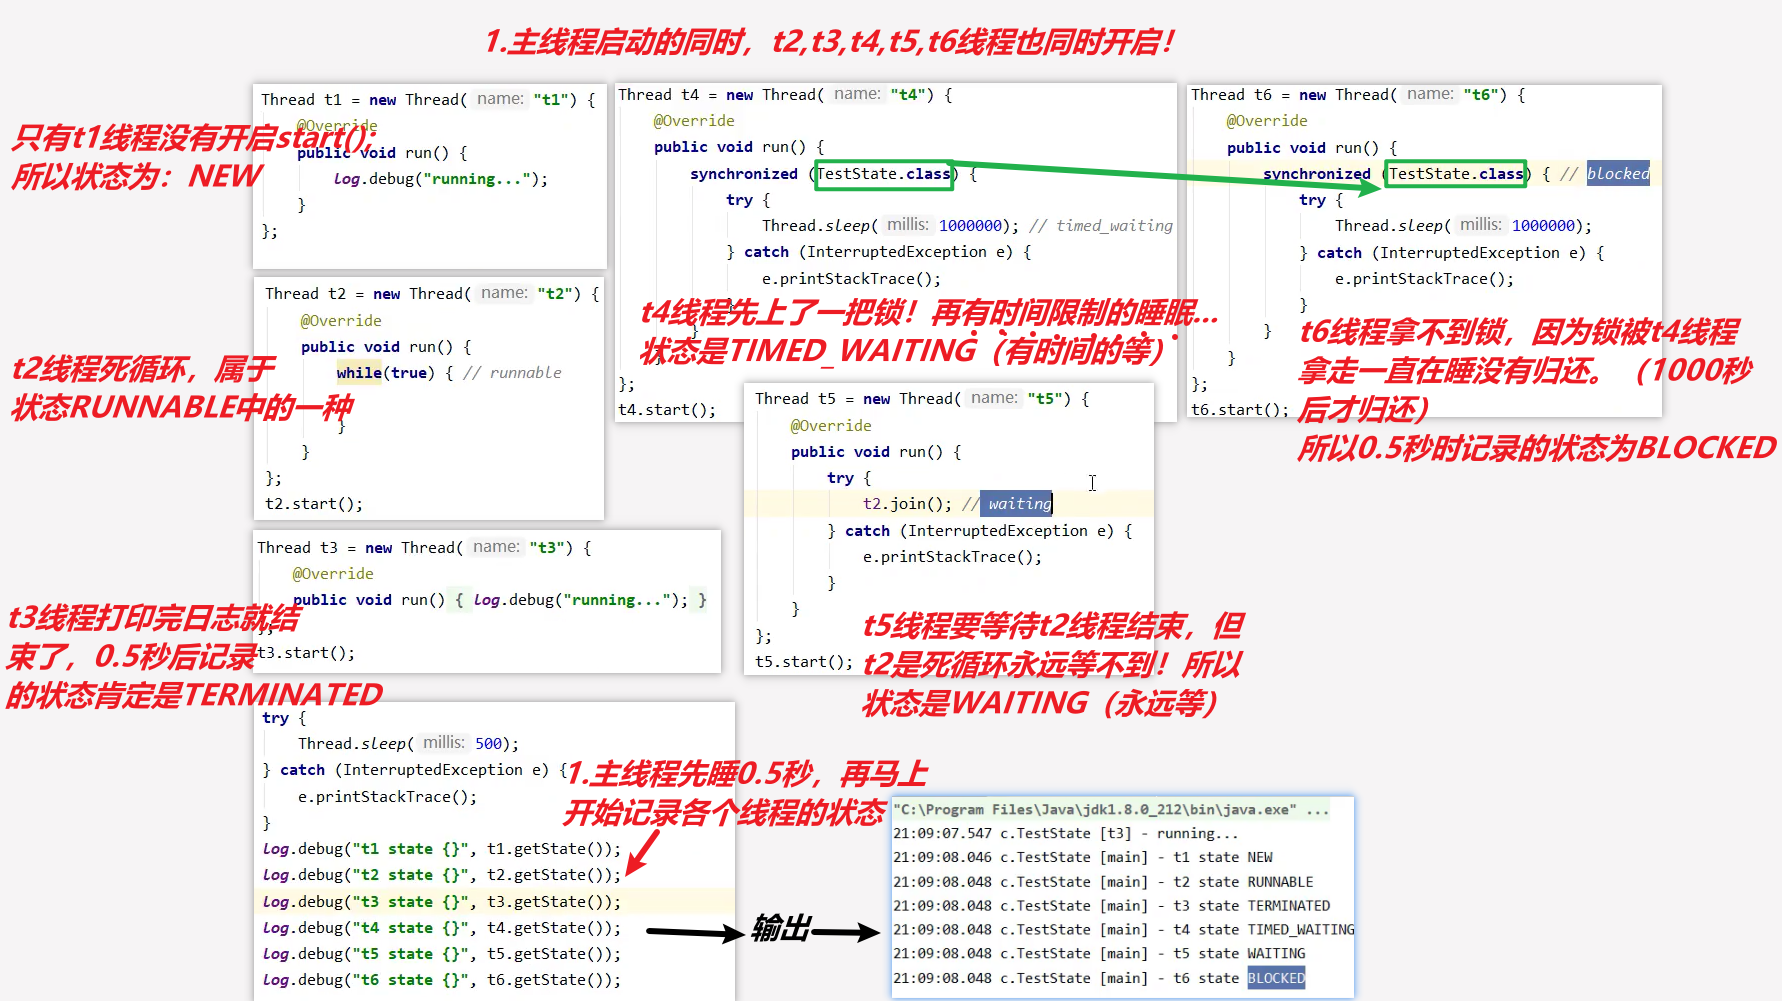 1.主线程启动的同时，t2,t3,t4,t5,t6线程也同时开启！
Thread t1 = new Thread( name: "t1") {
@Override
public void run() {
log.debug("running...");
}
};
只有t1线程没有开启start();
所以状态为：NEW
Thread t2 = new Thread( name: "t2") {
@Override
public void run() {
while(true) { // runnable
}
}
};
t2.start();
t2线程死循环，属于
状态RUNNABLE中的一种
Thread t3 = new Thread( name: "t3") {
@Override
public void run() { log.debug("running..."); }
};
t3.start();
t3线程打印完日志就结
束了，0.5秒后记录
的状态肯定是TERMINATED
Thread t4 = new Thread( name: "t4") {
@Override
public void run() {
synchronized (TestState.class) {
try {
Thread.sleep( millis: 1000000); // timed_waiting
} catch (InterruptedException e) {
e.printStackTrace();
}
}
};
t4.start();
t4线程先上了一把锁！再有时间限制的睡眠...
状态是TIMED_WAITING（有时间的等）
Thread t5 = new Thread( name: "t5") {
@Override
public void run() {
try {
t2.join(); // waiting
} catch (InterruptedException e) {
e.printStackTrace();
}
}
};
t5.start();
t5线程要等待t2线程结束，但
t2是死循环永远等不到！所以
状态是WAITING（永远等）
Thread t6 = new Thread( name: "t6") {
@Override
public void run() {
synchronized (TestState.class) { // blocked
try {
Thread.sleep( millis: 1000000);
} catch (InterruptedException e) {
e.printStackTrace();
}
}
}
};
t6.start();
t6线程拿不到锁，因为锁被t4线程
拿走一直在睡没有归还。（1000秒
后才归还）
所以0.5秒时记录的状态为BLOCKED
try {
Thread.sleep( millis: 500);
} catch (InterruptedException e) {
e.printStackTrace();
}
log.debug("t1 state {}", t1.getState());
log.debug("t2 state {}", t2.getState());
log.debug("t3 state {}", t3.getState());
log.debug("t4 state {}", t4.getState());
log.debug("t5 state {}", t5.getState());
log.debug("t6 state {}", t6.getState());
1.主线程先睡0.5秒，再马上
开始记录各个线程的状态
输出
"C:\Program Files\Java\jdk1.8.0_212\bin\java.exe" ...
21:09:07.547 c.TestState [t3] - running...
21:09:08.046 c.TestState [main] - t1 state NEW
21:09:08.048 c.TestState [main] - t2 state RUNNABLE
21:09:08.048 c.TestState [main] - t3 state TERMINATED
21:09:08.048 c.TestState [main] - t4 state TIMED_WAITING
21:09:08.048 c.TestState [main] - t5 state WAITING
21:09:08.048 c.TestState [main] - t6 state BLOCKED